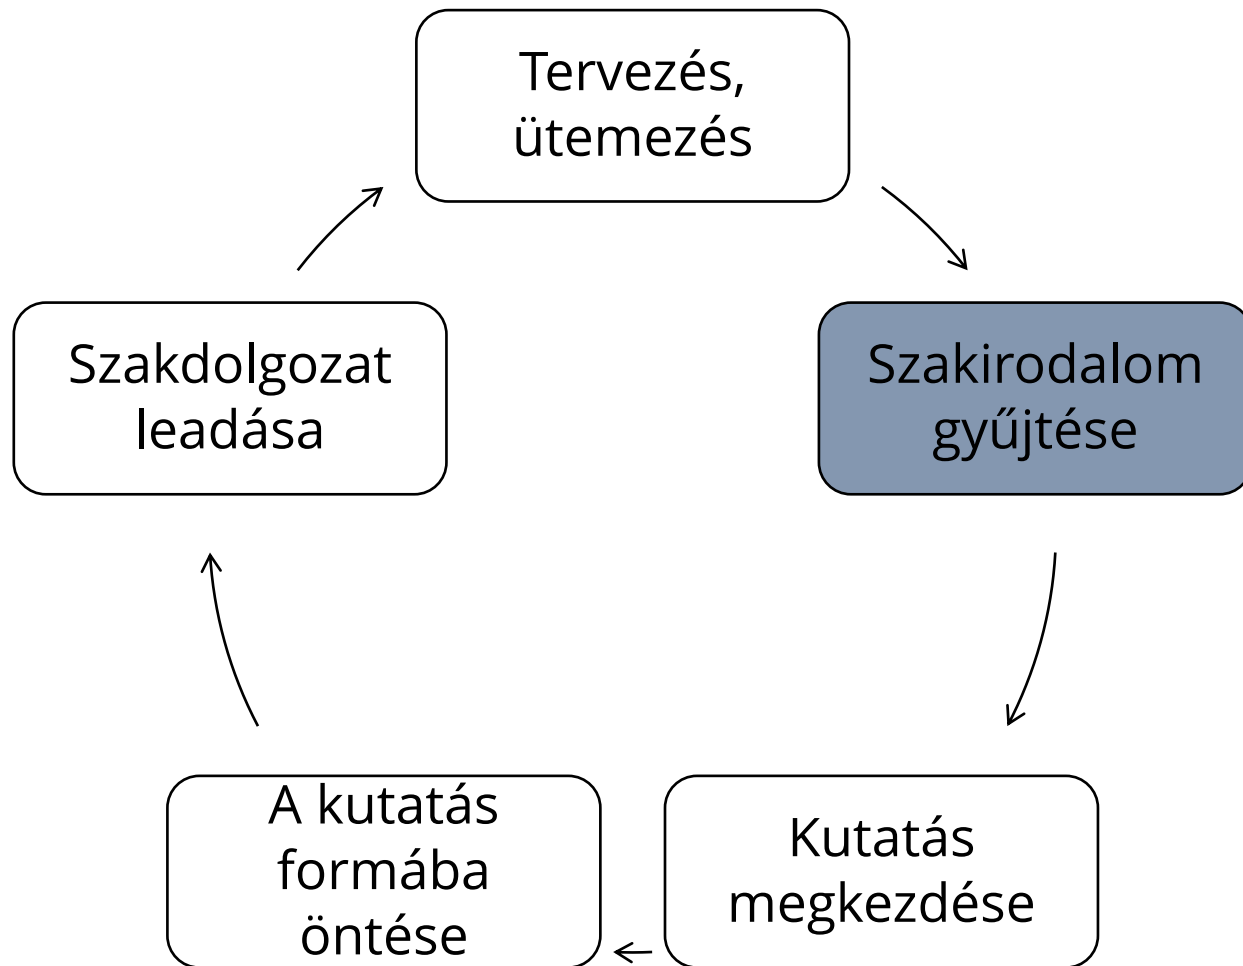 Tervezés,
ütemezés
Szakirodalom
gyűjtése
Kutatás
megkezdése
A kutatás
formába
öntése
Szakdolgozat
leadása